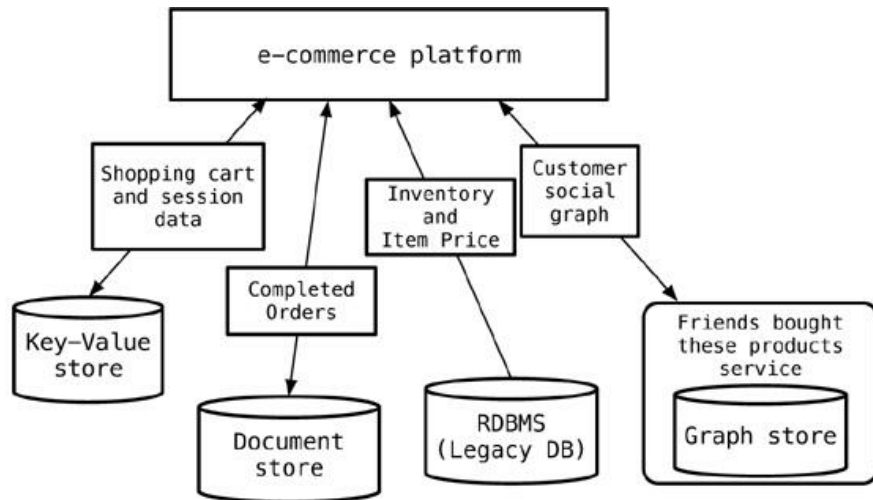 e-commerce platform
Shopping cart
and session
data
Inventory
and
Item Price
Customer
social
graph
Completed
Orders
Key-Value
store
Document
store
RDBMS
(Legacy DB)
Friends bought
these products
service
Graph store